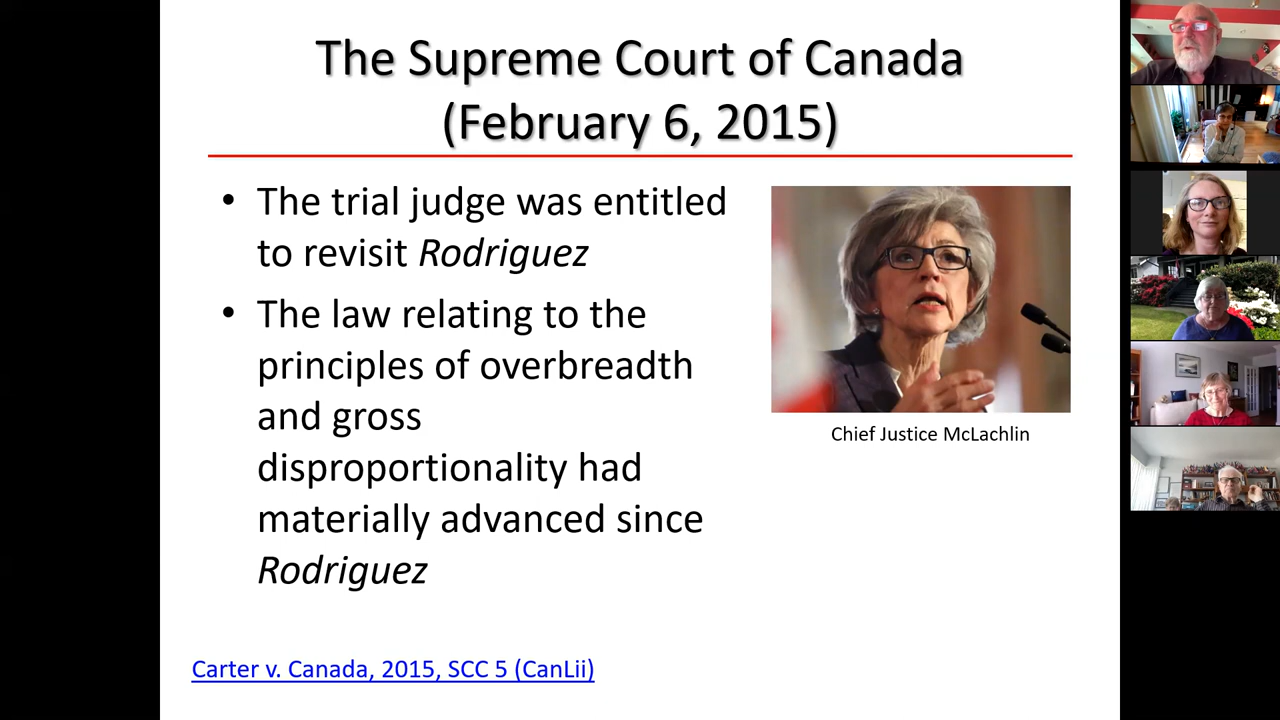 The Supreme Court of Canada
(February 6, 2015)
• The trial judge was entitled
to revisit Rodriguez
• The law relating to the
principles of overbreadth
and gross
disproportionality had
materially advanced since
Rodriguez
Chief Justice McLachlin
Carter v. Canada, 2015, SCC 5 (CanLii)